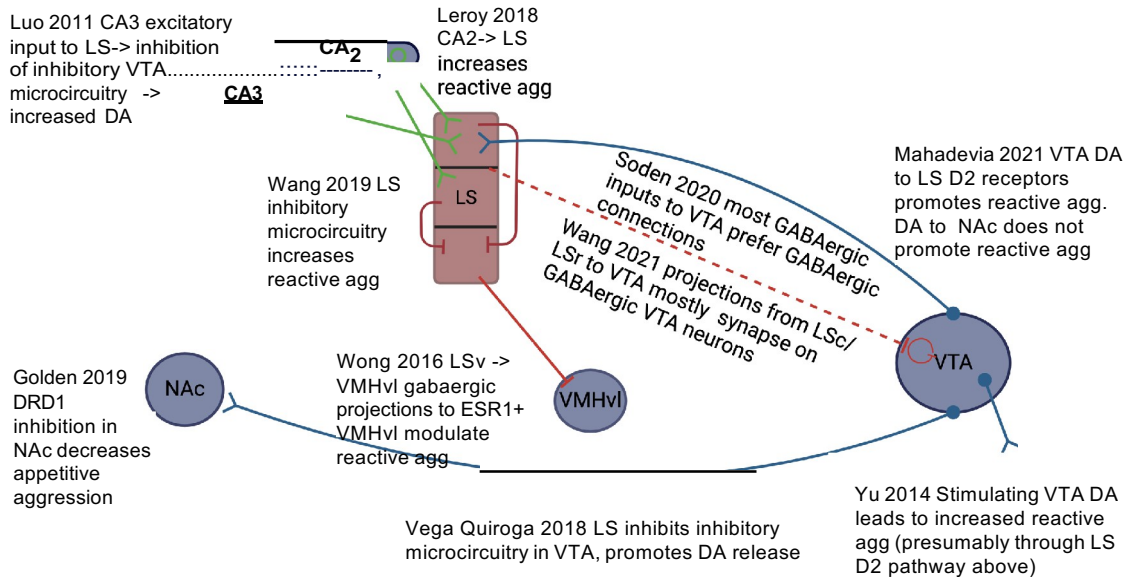 Luo 2011 CA3 excitatory
input to LS-> inhibition
of inhibitory VTA
microcircuitry ->
increased DA
CA2
CA3
Leroy 2018
CA2-> LS
increases
reactive agg
Wang 2019 LS
inhibitory
microcircuitry
increases
reactive agg
LS
Soden 2020 most GABAergic
inputs to VTA prefer GABAergic
connections
Wang 2021 projections from LSc/
LSr to VTA mostly synapse on
GABAergic VTA neurons
Mahadevia 2021 VTA DA
to LS D2 receptors
promotes reactive agg.
DA to NAc does not
promote reactive agg
VTA
Golden 2019
DRD1
inhibition in
NAc decreases
appetitive
aggression
NAc
Wong 2016 LSv ->
VMHvl gabaergic
projections to ESR1+
VMHvl modulate
reactive agg
VMHvl
Vega Quiroga 2018 LS inhibits inhibitory
microcircuitry in VTA, promotes DA release
Yu 2014 Stimulating VTA DA
leads to increased reactive
agg (presumably through LS
D2 pathway above)